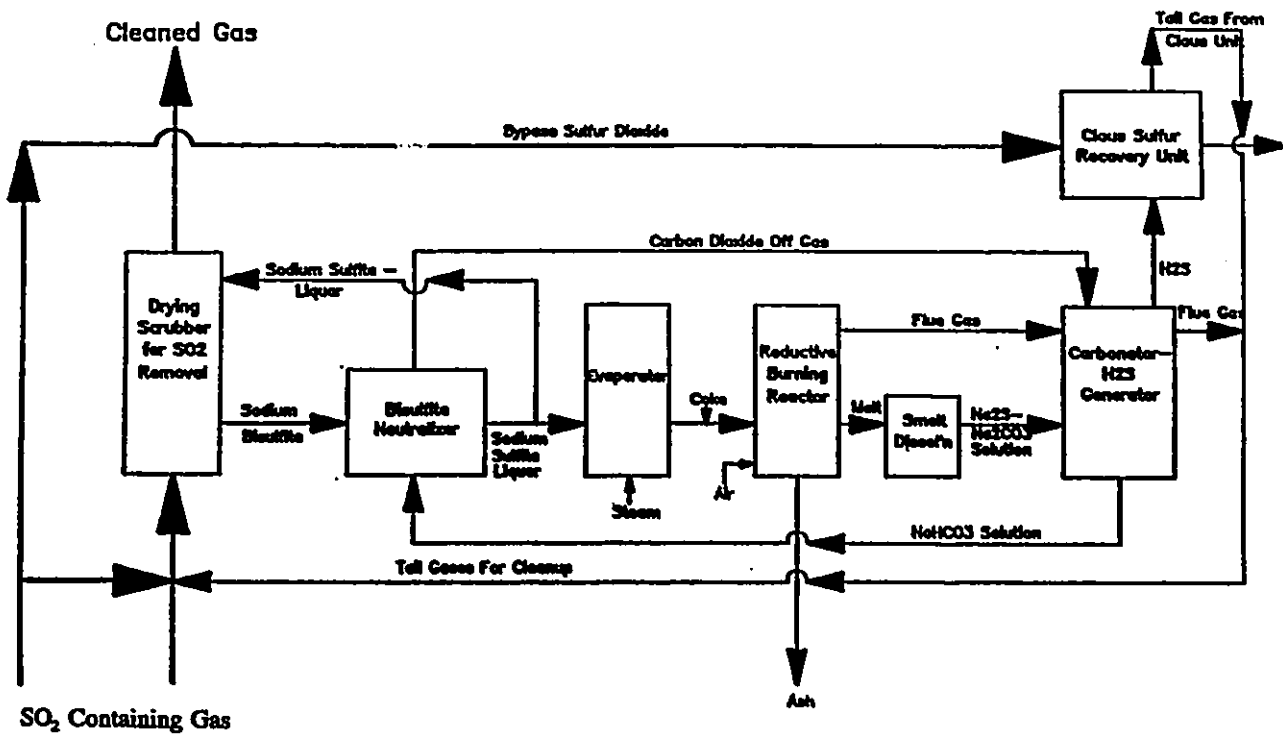 Tail Gas From
Claus Unit
Cleaned Gas
Bypass Sulfur Dioxide
Claus Sulfur
Recovery Unit
Carbon Dioxide Off Gas
Sodium Sulfite -
Liquor
H2S
Drying
Scrubber
for SO2
Removal
Flue Gas
Flue Gas
Reductive
Burning
Reactor
Carbonator-
H2S
Generator
Evaporator
Bisulfite
Neutralizer
Coke
Melt
Smelt
Dissol'n
Na2S-
Na2CO3
Solution
Sodium
Bisulfite
Sodium
Sulfite
Liquor
Air
Steam
NaHCO3 Solution
Tail Gases For Cleanup
Ash
SO₂ Containing Gas